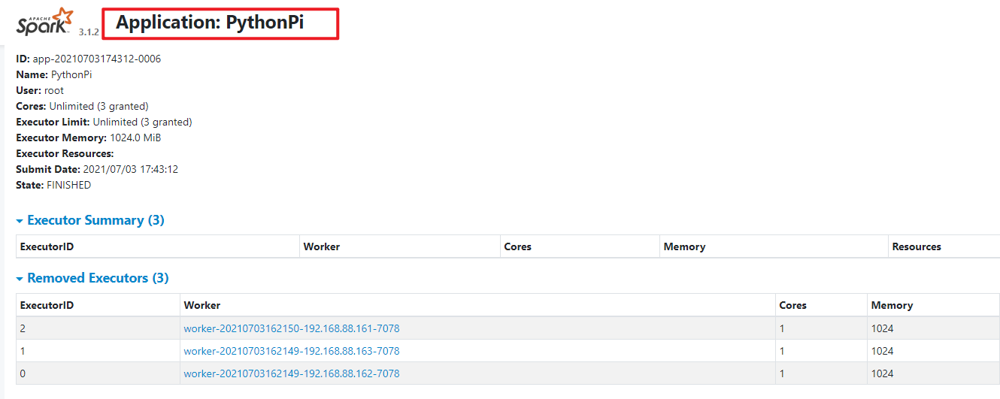 APACHE
Spark 3.1.2 Application: PythonPi
ID: app-20210703174312-0006
Name: PythonPi
User: root
Cores: Unlimited (3 granted)
Executor Limit: Unlimited (3 granted)
Executor Memory: 1024.0 MiB
Executor Resources:
Submit Date: 2021/07/03 17:43:12
State: FINISHED
Executor Summary (3)
ExecutorID Worker Cores Memory Resources
Removed Executors (3)
ExecutorID Worker Cores Memory
2 worker-20210703162150-192.168.88.161-7078 1 1024
1 worker-20210703162149-192.168.88.163-7078 1 1024
0 worker-20210703162149-192.168.88.162-7078 1 1024